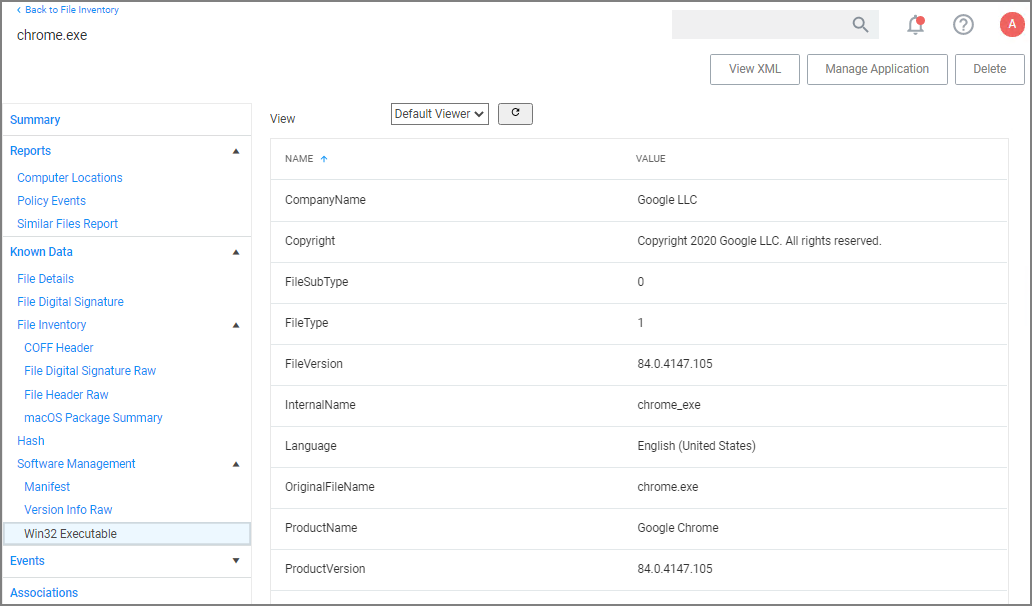 ‹ Back to File Inventory
chrome.exe
A
View XML
Manage Application
Delete
Summary
Reports
Computer Locations
Policy Events
Similar Files Report
Known Data
File Details
File Digital Signature
File Inventory
COFF Header
File Digital Signature Raw
File Header Raw
macOS Package Summary
Hash
Software Management
Manifest
Version Info Raw
Win32 Executable
Events
Associations
View
Default Viewer
NAME ↑ VALUE
CompanyName Google LLC
Copyright Copyright 2020 Google LLC. All rights reserved.
FileSubType 0
FileType 1
FileVersion 84.0.4147.105
InternalName chrome_exe
Language English (United States)
OriginalFileName chrome.exe
ProductName Google Chrome
ProductVersion 84.0.4147.105